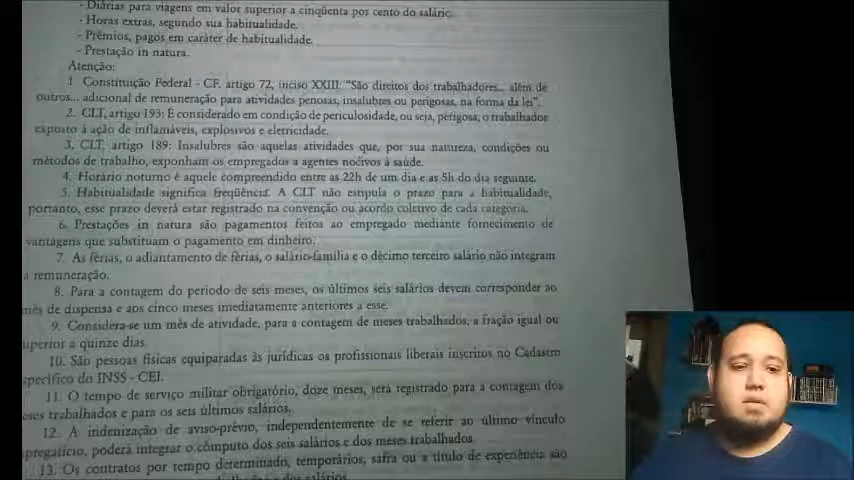 - Diárias para viagens em valor superior a cinqüenta por cento do salário.
- Horas extras, segundo sua habitualidade.
- Prêmios, pagos em caráter de habitualidade.
- Prestação in natura.
Atenção:
1. Constituição Federal - CF, artigo 72, inciso XXIII: "São direitos dos trabalhadores... além de
outros... adicional de remuneração para atividades penosas, insalubres ou perigosas, na forma da lei".
2. CLT, artigo 193: É considerado em condição de periculosidade, ou seja, perigosa, o trabalhador
exposto à ação de inflamáveis, explosivos e eletricidade.
3. CLT, artigo 189: Insalubres são aquelas atividades que, por sua natureza, condições ou
métodos de trabalho, exponham os empregados a agentes nocivos à saúde.
4. Horário noturno é aquele compreendido entre as 22h de um dia e as 5h do dia seguinte.
5. Habitualidade significa freqüência. A CLT não estipula o prazo para a habitualidade,
portanto, esse prazo deverá estar registrado na convenção ou acordo coletivo de cada categoria.
6. Prestações in natura são pagamentos feitos ao empregado mediante fornecimento de
vantagens que substituam o pagamento em dinheiro.
7. As férias, o adiantamento de férias, o salário-família e o décimo terceiro salário não integram
a remuneração.
8. Para a contagem do período de seis meses, os últimos seis salários devem corresponder ao
mês de dispensa e aos cinco meses imediatamente anteriores a esse.
9. Considera-se um mês de atividade, para a contagem de meses trabalhados, a fração igual ou
uperior a quinze dias.
10. São pessoas físicas equiparadas às jurídicas os profissionais liberais inscritos no Cadastro
specífico do INSS - CEI.
11. O tempo de serviço militar obrigatório, doze meses, será registrado para a contagem dos
eses trabalhados e para os seis últimos salários.
12. A indenização de aviso-prévio, independentemente de se referir ao último vínculo
pregatício, poderá integrar o cômputo dos seis salários e dos meses trabalhados.
13. Os contratos por tempo determinado, temporários, safra ou a título de experiência são
dos salários